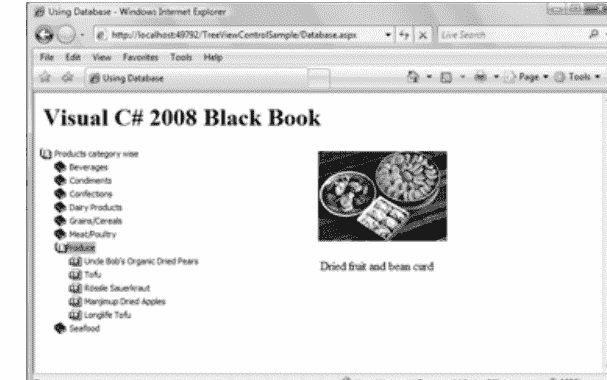 Using Database - Windows Internet Explorer
http://localhost:49792/TreeViewControlSample/Database.aspx
Live Search
File Edit View Favorites Tools Help
Using Database
Page Tools
Visual C# 2008 Black Book
Products category wise
Beverages
Condiments
Confections
Dairy Products
Grains/Cereals
Meat/Poultry
Produce
Uncle Bob's Organic Dried Pears
Tofu
Rössle Sauerkraut
Manjimup Dried Apples
Longlife Tofu
Seafood
Dried fruit and bean curd